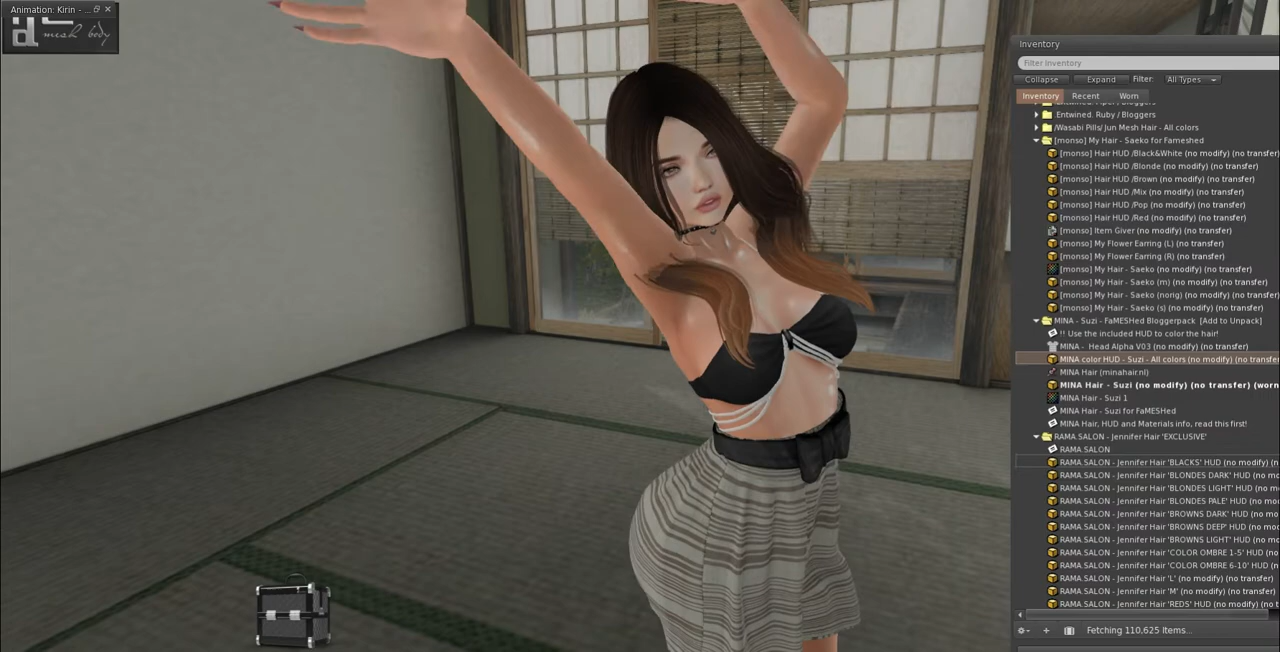 Animation: Kirin - ...
mesh body
Inventory
Filter Inventory
Collapse Expand Filter: All Types
Inventory Recent Worn
Entwined. Ruby / Bloggers
/Wasabi Pills/ Jun Mesh Hair - All colors
[monso] My Hair - Saeko for Fameshed
[monso] Hair HUD /Black&White (no modify) (no transfer)
[monso] Hair HUD /Blonde (no modify) (no transfer)
[monso] Hair HUD /Brown (no modify) (no transfer)
[monso] Hair HUD /Mix (no modify) (no transfer)
[monso] Hair HUD /Pop (no modify) (no transfer)
[monso] Hair HUD /Red (no modify) (no transfer)
[monso] Item Giver (no modify) (no transfer)
[monso] My Flower Earring (L) (no transfer)
[monso] My Flower Earring (R) (no transfer)
[monso] My Hair - Saeko (no modify) (no transfer)
[monso] My Hair - Saeko (m) (no modify) (no transfer)
[monso] My Hair - Saeko (norig) (no modify) (no transfer)
[monso] My Hair - Saeko (s) (no modify) (no transfer)
MINA - Suzi - FaMESHed Bloggerpack [Add to Unpack]
!! Use the included HUD to color the hair!
MINA - Head Alpha V03 (no modify) (no transfer)
MINA color HUD - Suzi - All colors (no modify) (no transfer
MINA Hair (minahair.nl)
MINA Hair - Suzi (no modify) (no transfer) (worn
MINA Hair - Suzi 1
MINA Hair - Suzi for FaMESHed
MINA Hair, HUD and Materials info, read this first!
RAMA.SALON - Jennifer Hair 'EXCLUSIVE'
RAMA.SALON
RAMA.SALON - Jennifer Hair 'BLACKS' HUD (no modify) (n
RAMA.SALON - Jennifer Hair 'BLONDES DARK' HUD (no mo
RAMA.SALON - Jennifer Hair 'BLONDES LIGHT' HUD (no m
RAMA.SALON - Jennifer Hair 'BLONDES PALE' HUD (no mo
RAMA.SALON - Jennifer Hair 'BROWNS DARK' HUD (no mo
RAMA.SALON - Jennifer Hair 'BROWNS DEEP' HUD (no mo
RAMA.SALON - Jennifer Hair 'BROWNS LIGHT' HUD (no mo
RAMA.SALON - Jennifer Hair 'COLOR OMBRE 1-5' HUD (no
RAMA.SALON - Jennifer Hair 'COLOR OMBRE 6-10' HUD (no
RAMA.SALON - Jennifer Hair 'L' (no modify) (no transfer)
RAMA.SALON - Jennifer Hair 'M' (no modify) (no transfer)
RAMA.SALON - Jennifer Hair 'REDS' HUD (no modify) (no t
Fetching 110,625 Items...